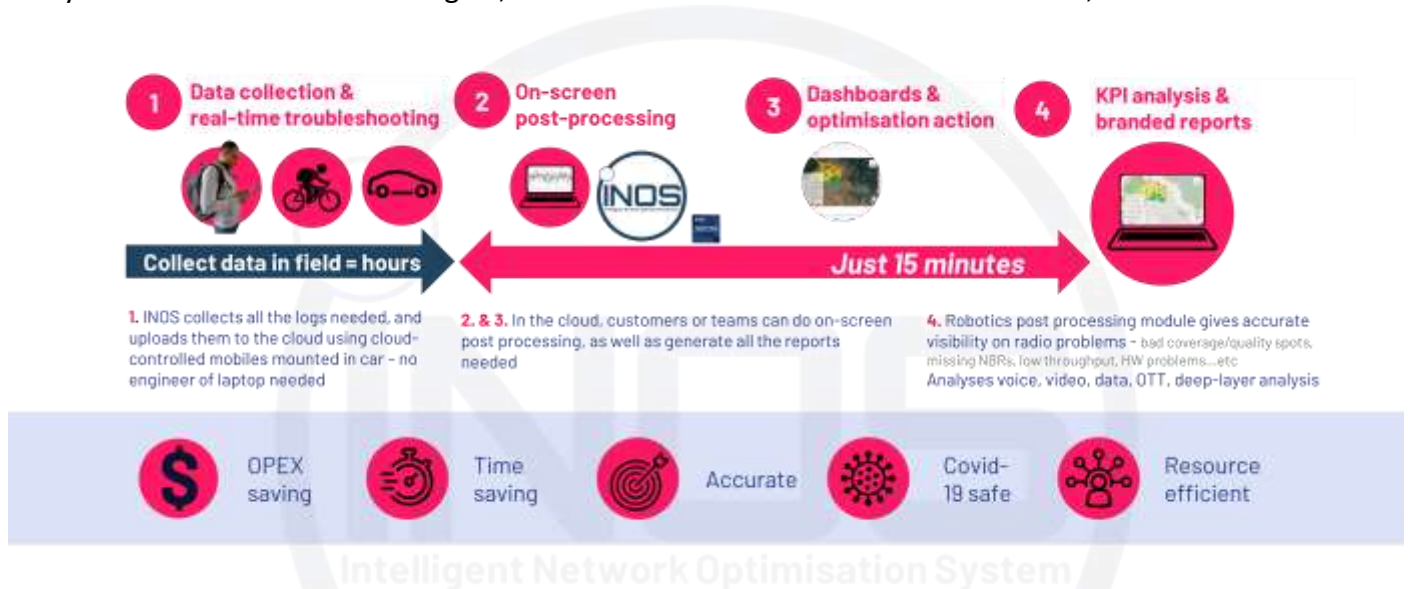 1
Data collection &
real-time troubleshooting
2
On-screen
post-processing
3
Dashboards &
optimisation action
4
KPI analysis &
branded reports
INOS
Collect data in field = hours
Just 15 minutes
1. INOS collects all the logs needed, and
uploads them to the cloud using cloud-
controlled mobiles mounted in car - no
engineer of laptop needed
2. & 3. In the cloud, customers or teams can do on-screen
post processing, as well as generate all the reports
needed
4. Robotics post processing module gives accurate
visibility on radio problems - bad coverage/quality spots,
missing NBRs, low throughput, HW problems...etc
Analyses voice, video, data, OTT, deep-layer analysis
$
OPEX
saving
Time
saving
Accurate
Covid-
19 safe
Resource
efficient
INOS
Intelligent Network Optimisation System